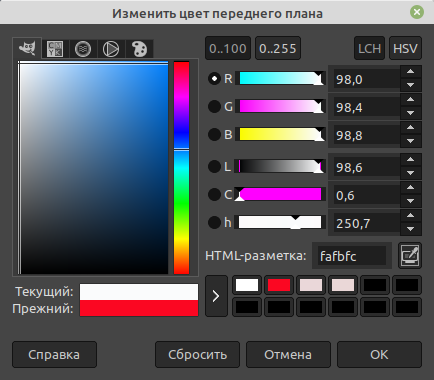 Изменить цвет переднего плана
0..100 0..255 LCH HSV
R 98,0
G 98,4
B 98,8
L 98,6
C 0,6
h 250,7
HTML-разметка: fafbfc
Текущий:
Прежний:
Справка Сбросить Отмена OK